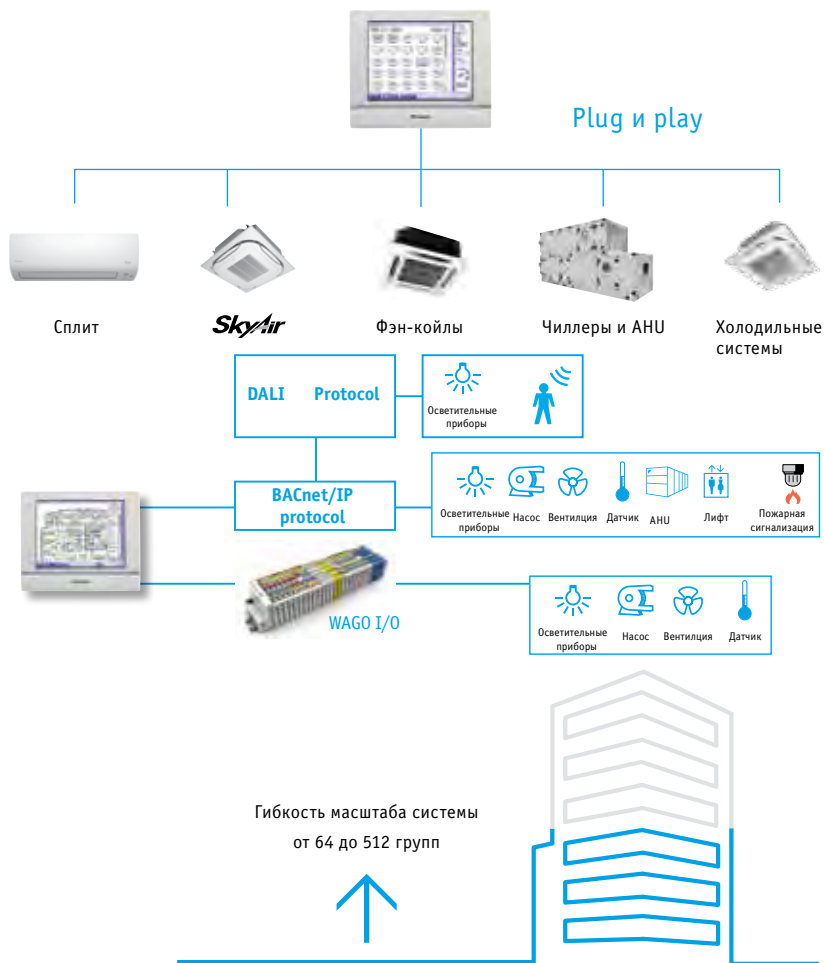 Plug и play
Сплит
SkyAir
Фэн-койлы
Чиллеры и AHU
Холодильные
системы
DALI Protocol
Осветительные
приборы
BACnet/IP
protocol
Осветительные
приборы
Насос
Вентилция
Датчик
AHU
Лифт
Пожарная
сигнализация
WAGO I/O
Осветительные
приборы
Насос
Вентилция
Датчик
Гибкость масштаба системы
от 64 до 512 групп